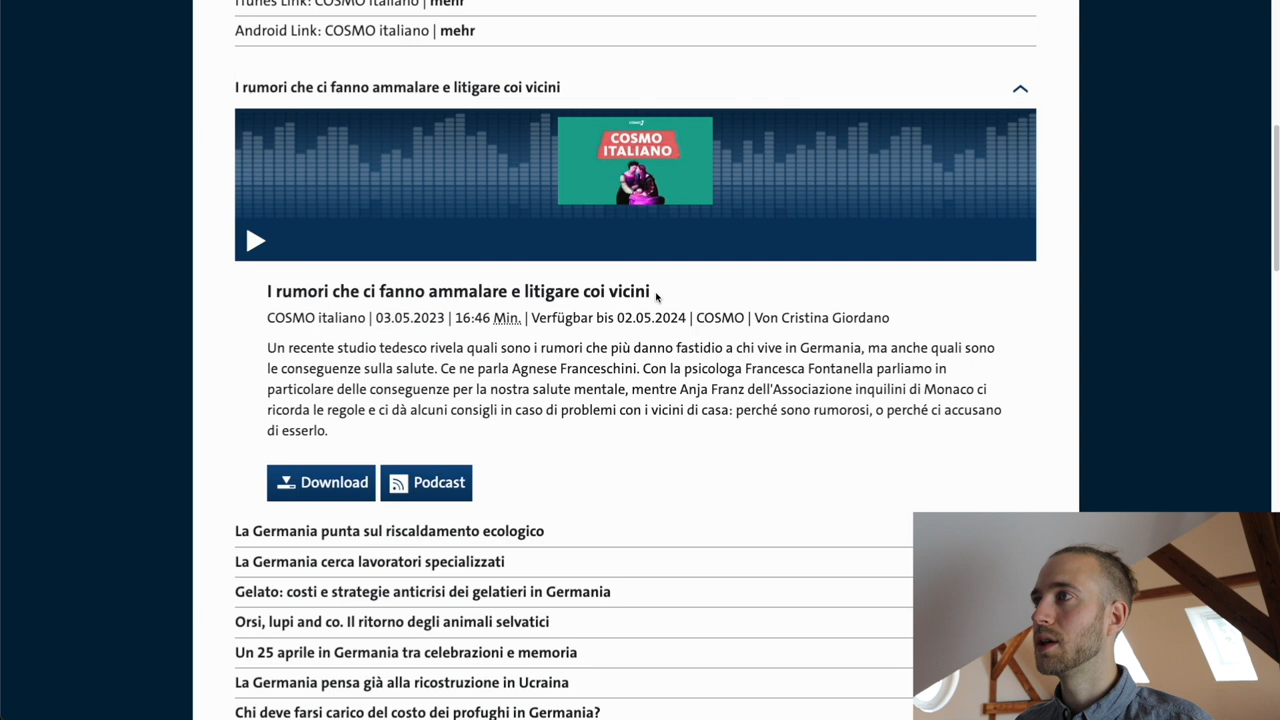 iTunes Link: COSMO italiano | mehr
Android Link: COSMO italiano | mehr
I rumori che ci fanno ammalare e litigare coi vicini
COSMO
ITALIANO
I rumori che ci fanno ammalare e litigare coi vicini
COSMO italiano | 03.05.2023 | 16:46 Min. | Verfügbar bis 02.05.2024 | COSMO | Von Cristina Giordano
Un recente studio tedesco rivela quali sono i rumori che più danno fastidio a chi vive in Germania, ma anche quali sono
le conseguenze sulla salute. Ce ne parla Agnese Franceschini. Con la psicologa Francesca Fontanella parliamo in
particolare delle conseguenze per la nostra salute mentale, mentre Anja Franz dell'Associazione inquilini di Monaco ci
ricorda le regole e ci dà alcuni consigli in caso di problemi con i vicini di casa: perché sono rumorosi, o perché ci accusano
di esserlo.
Download
Podcast
La Germania punta sul riscaldamento ecologico
La Germania cerca lavoratori specializzati
Gelato: costi e strategie anticrisi dei gelatieri in Germania
Orsi, lupi and co. Il ritorno degli animali selvatici
Un 25 aprile in Germania tra celebrazioni e memoria
La Germania pensa già alla ricostruzione in Ucraina
Chi deve farsi carico del costo dei profughi in Germania?